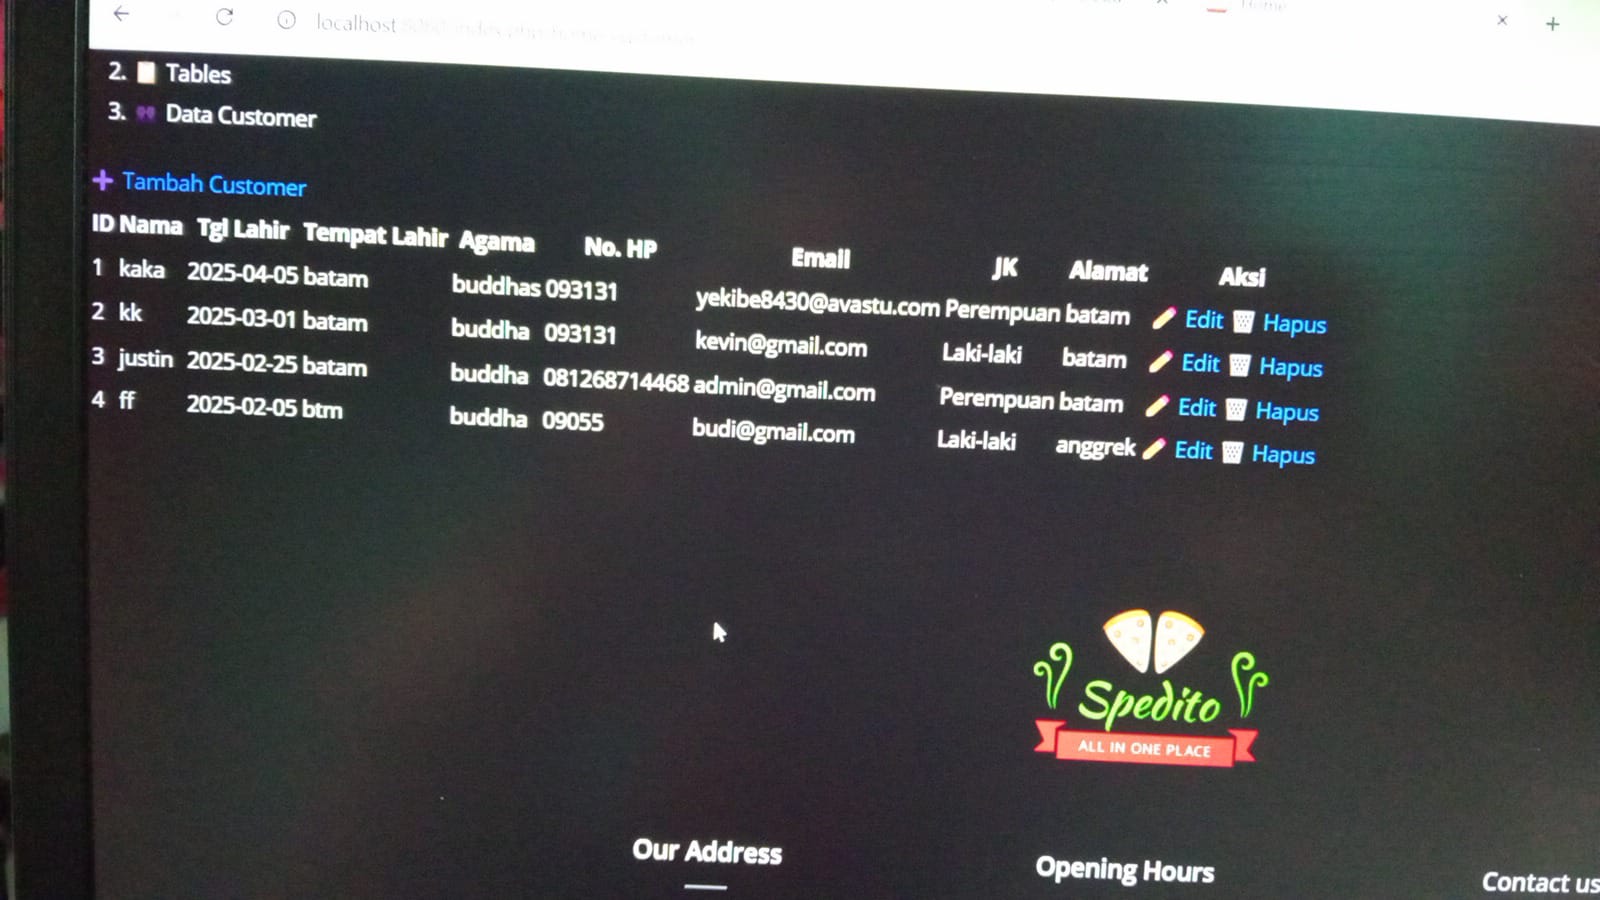 Home
localhost
2. Tables
3. Data Customer
Tambah Customer
ID Nama Tgl Lahir Tempat Lahir Agama No. HP Email JK Alamat Aksi
1 kaka 2025-04-05 batam buddhas 093131 yekibe8430@avastu.com Perempuan batam Edit Hapus
2 kk 2025-03-01 batam buddha 093131 kevin@gmail.com Laki-laki batam Edit Hapus
3 justin 2025-02-25 batam buddha 081268714468 admin@gmail.com Perempuan batam Edit Hapus
4 ff 2025-02-05 btm buddha 09055 budi@gmail.com Laki-laki anggrek Edit Hapus
Spedito
ALL IN ONE PLACE
Our Address Opening Hours Contact us